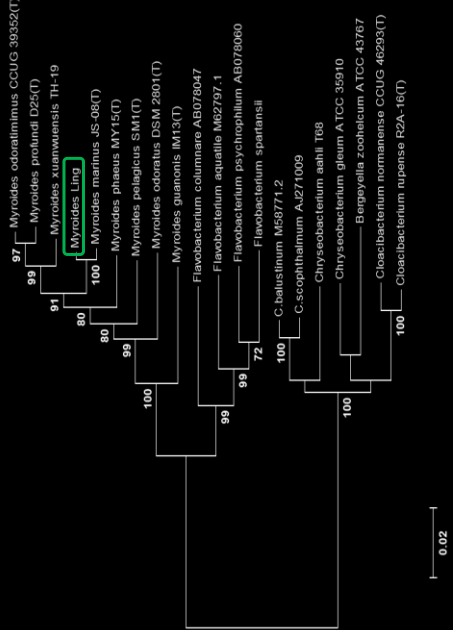 Myroides odoratimimus CCUG 39352(T)
Myroides profundi D25(T)
Myroides xuanwuensis TH-19
Myroides Ling
Myroides marinus JS-08(T)
Myroides phaeus MY15(T)
Myroides pelagicus SM1(T)
Myroides odoratus DSM 2801(T)
Myroides guanonis IM13(T)
Flavobacterium columnare AB078047
Flavobacterium aquatile M62797.1
Flavobacterium psychrophilum AB078060
Flavobacterium spartansii
C.balustinum M58771.2
C.scophthalmum AJ271009
Chryseobacterium aahli T68
Chryseobacterium gleum ATCC 35910
Bergeyella zoohelcum ATCC 43767
Cloacibacterium normanense CCUG 46293(T)
Cloacibacterium rupense R2A-16(T)
97
99
91
100
80
80
99
100
99
99
72
100
100
100
0.02